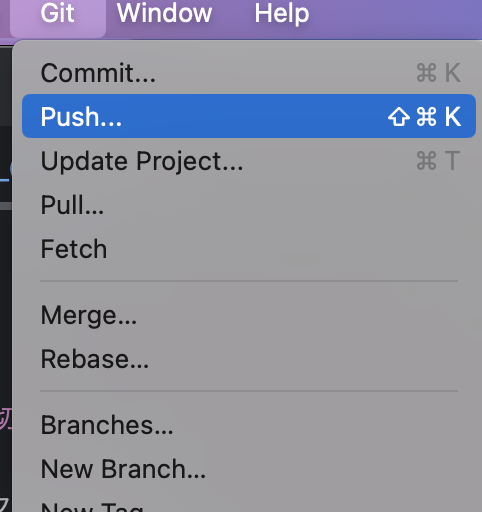 Git Window Help
Commit... ⌘ K
Push... ⇧ ⌘ K
Update Project... ⌘ T
Pull...
Fetch
Merge...
Rebase...
Branches...
New Branch...
New Tag